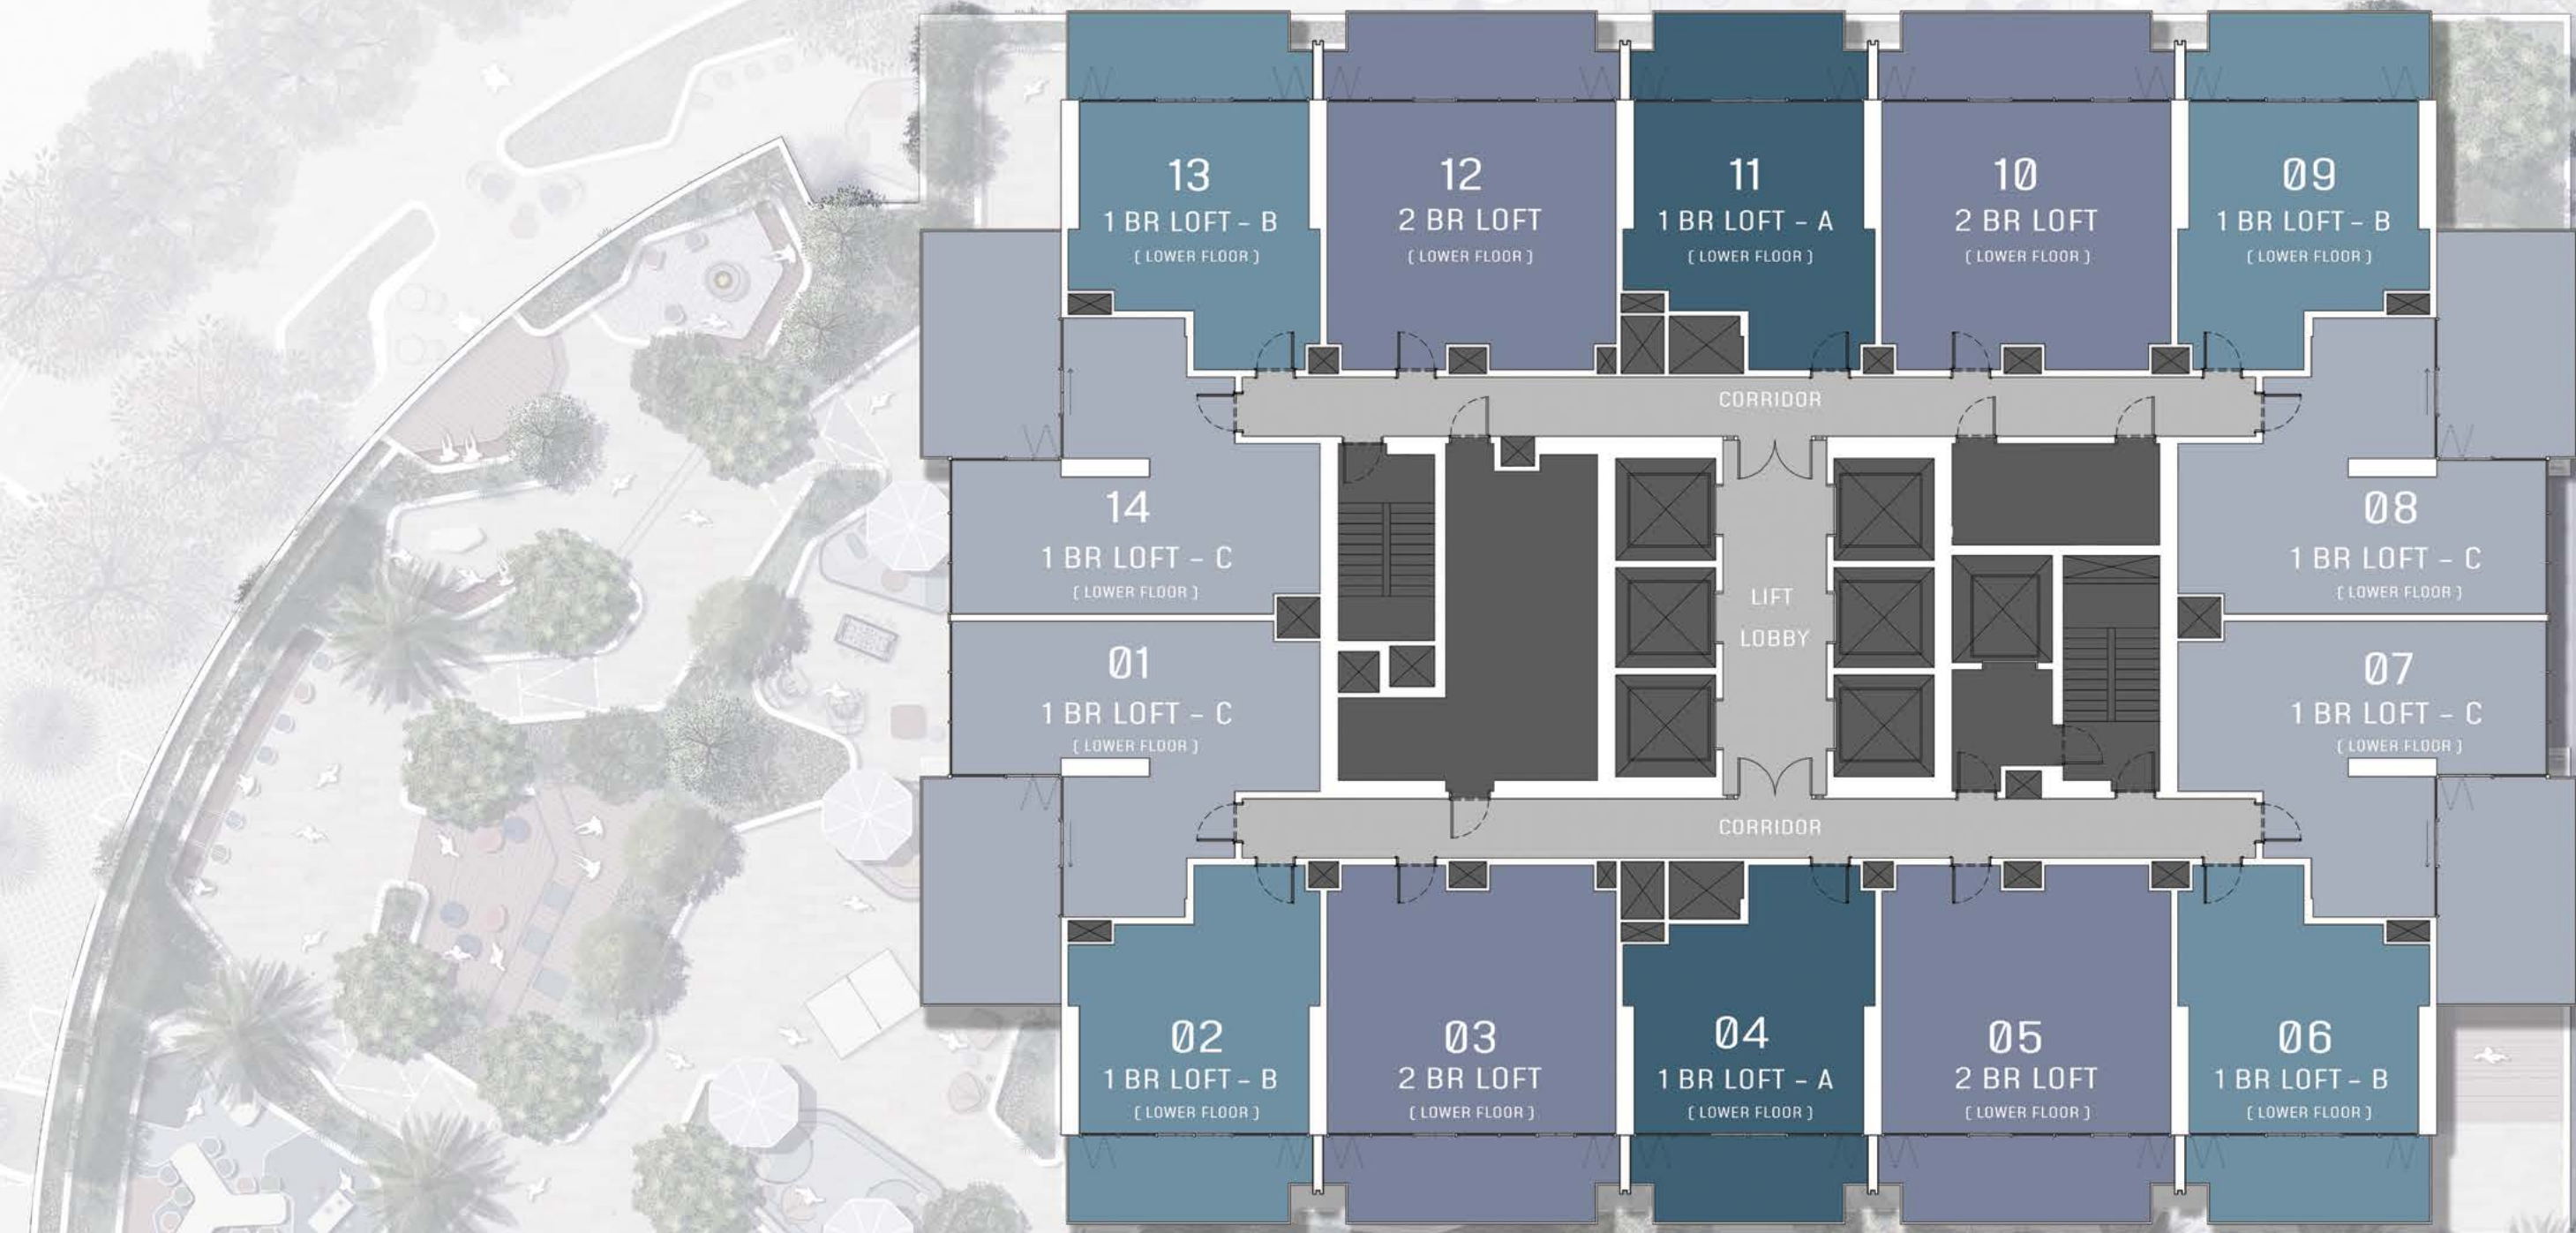 13
1 BR LOFT - B
[ LOWER FLOOR ]
12
2 BR LOFT
[ LOWER FLOOR ]
11
1 BR LOFT - A
[ LOWER FLOOR ]
10
2 BR LOFT
[ LOWER FLOOR ]
09
1 BR LOFT - B
[ LOWER FLOOR ]
CORRIDOR
14
1 BR LOFT - C
[ LOWER FLOOR ]
08
1 BR LOFT - C
[ LOWER FLOOR ]
LIFT
LOBBY
01
1 BR LOFT - C
[ LOWER FLOOR ]
07
1 BR LOFT - C
[ LOWER FLOOR ]
CORRIDOR
02
1 BR LOFT - B
[ LOWER FLOOR ]
03
2 BR LOFT
[ LOWER FLOOR ]
04
1 BR LOFT - A
[ LOWER FLOOR ]
05
2 BR LOFT
[ LOWER FLOOR ]
06
1 BR LOFT - B
[ LOWER FLOOR ]